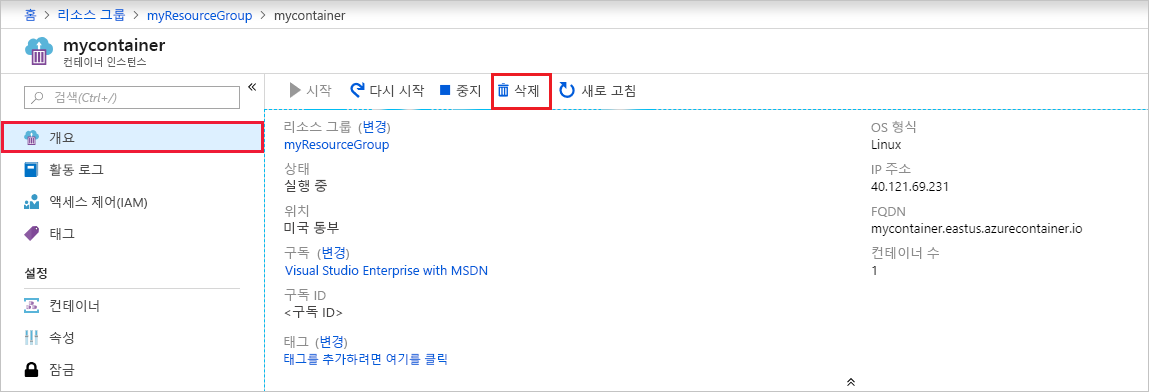 홈 > 리소스 그룹 > myResourceGroup > mycontainer
mycontainer
컨테이너 인스턴스
검색(Ctrl+/)
개요
활동 로그
액세스 제어(IAM)
태그
설정
컨테이너
속성
잠금
시작 다시 시작 중지 삭제 새로 고침
리소스 그룹 (변경)
myResourceGroup
상태
실행 중
위치
미국 동부
구독 (변경)
Visual Studio Enterprise with MSDN
구독 ID
<구독 ID>
태그 (변경)
태그를 추가하려면 여기를 클릭
OS 형식
Linux
IP 주소
40.121.69.231
FQDN
mycontainer.eastus.azurecontainer.io
컨테이너 수
1